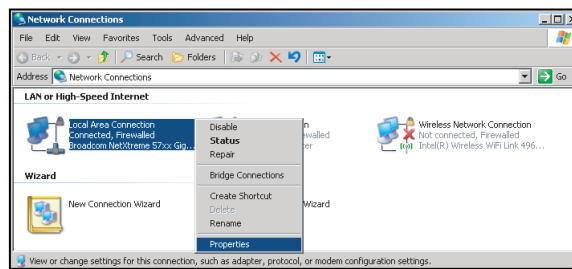 Network Connections
File Edit View Favorites Tools Advanced Help
Back Search Folders
Address Network Connections Go
LAN or High-Speed Internet
Local Area Connection
Connected, Firewalled
Broadcom NetXtreme 57xx Gig...
Disable
Status
Repair
Bridge Connections
Create Shortcut
Delete
Rename
Properties
Wireless Network Connection
Not connected, Firewalled
Intel(R) Wireless WiFi Link 496...
Wizard
New Connection Wizard
Wizard
View or change settings for this connection, such as adapter, protocol, or modem configuration settings.